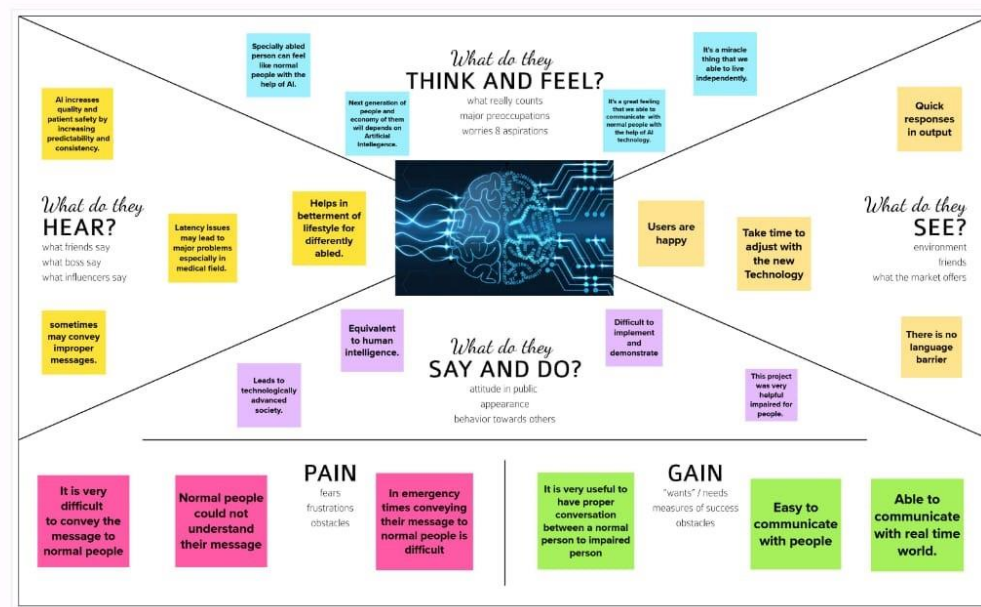 What do they
THINK AND FEEL?
what really counts
major preoccupations
worries 8 aspirations
Specially abled
person can feel
like normal
people with the
help of AI.
Next generation of
people and
economy of them
will depends on
Artificial
Intellegence.
It's a great feeling
that we able to
communicate with
normal people with
the help of AI
technology.
It's a miracle
thing that we
able to live
independently.
What do they
HEAR?
what friends say
what boss say
what influencers say
AI increases
quality and
patient safety by
increasing
predictability and
consistency.
Latency issues
may lead to
major problems
especially in
medical field.
Helps in
betterment of
lifestyle for
differently
abled.
sometimes
may convey
improper
messages.
What do they
SEE?
environment
friends
what the market offers
Quick
responses
in output
Users are
happy
Take time to
adjust with
the new
Technology
There is no
language
barrier
What do they
SAY AND DO?
attitude in public
appearance
behavior towards others
Equivalent
to human
intelligence.
Leads to
technologically
advanced
society.
Difficult to
implement
and
demonstrate
This project
was very
helpful
impaired for
people.
PAIN
fears
frustrations
obstacles
It is very
difficult
to convey the
message to
normal people
Normal people
could not
understand
their message
In emergency
times conveying
their message to
normal people is
difficult
GAIN
"wants" / needs
measures of success
obstacles
It is very useful to
have proper
conversation
between a normal
person to impaired
person
Easy to
communicate
with people
Able to
communicate
with real time
world.